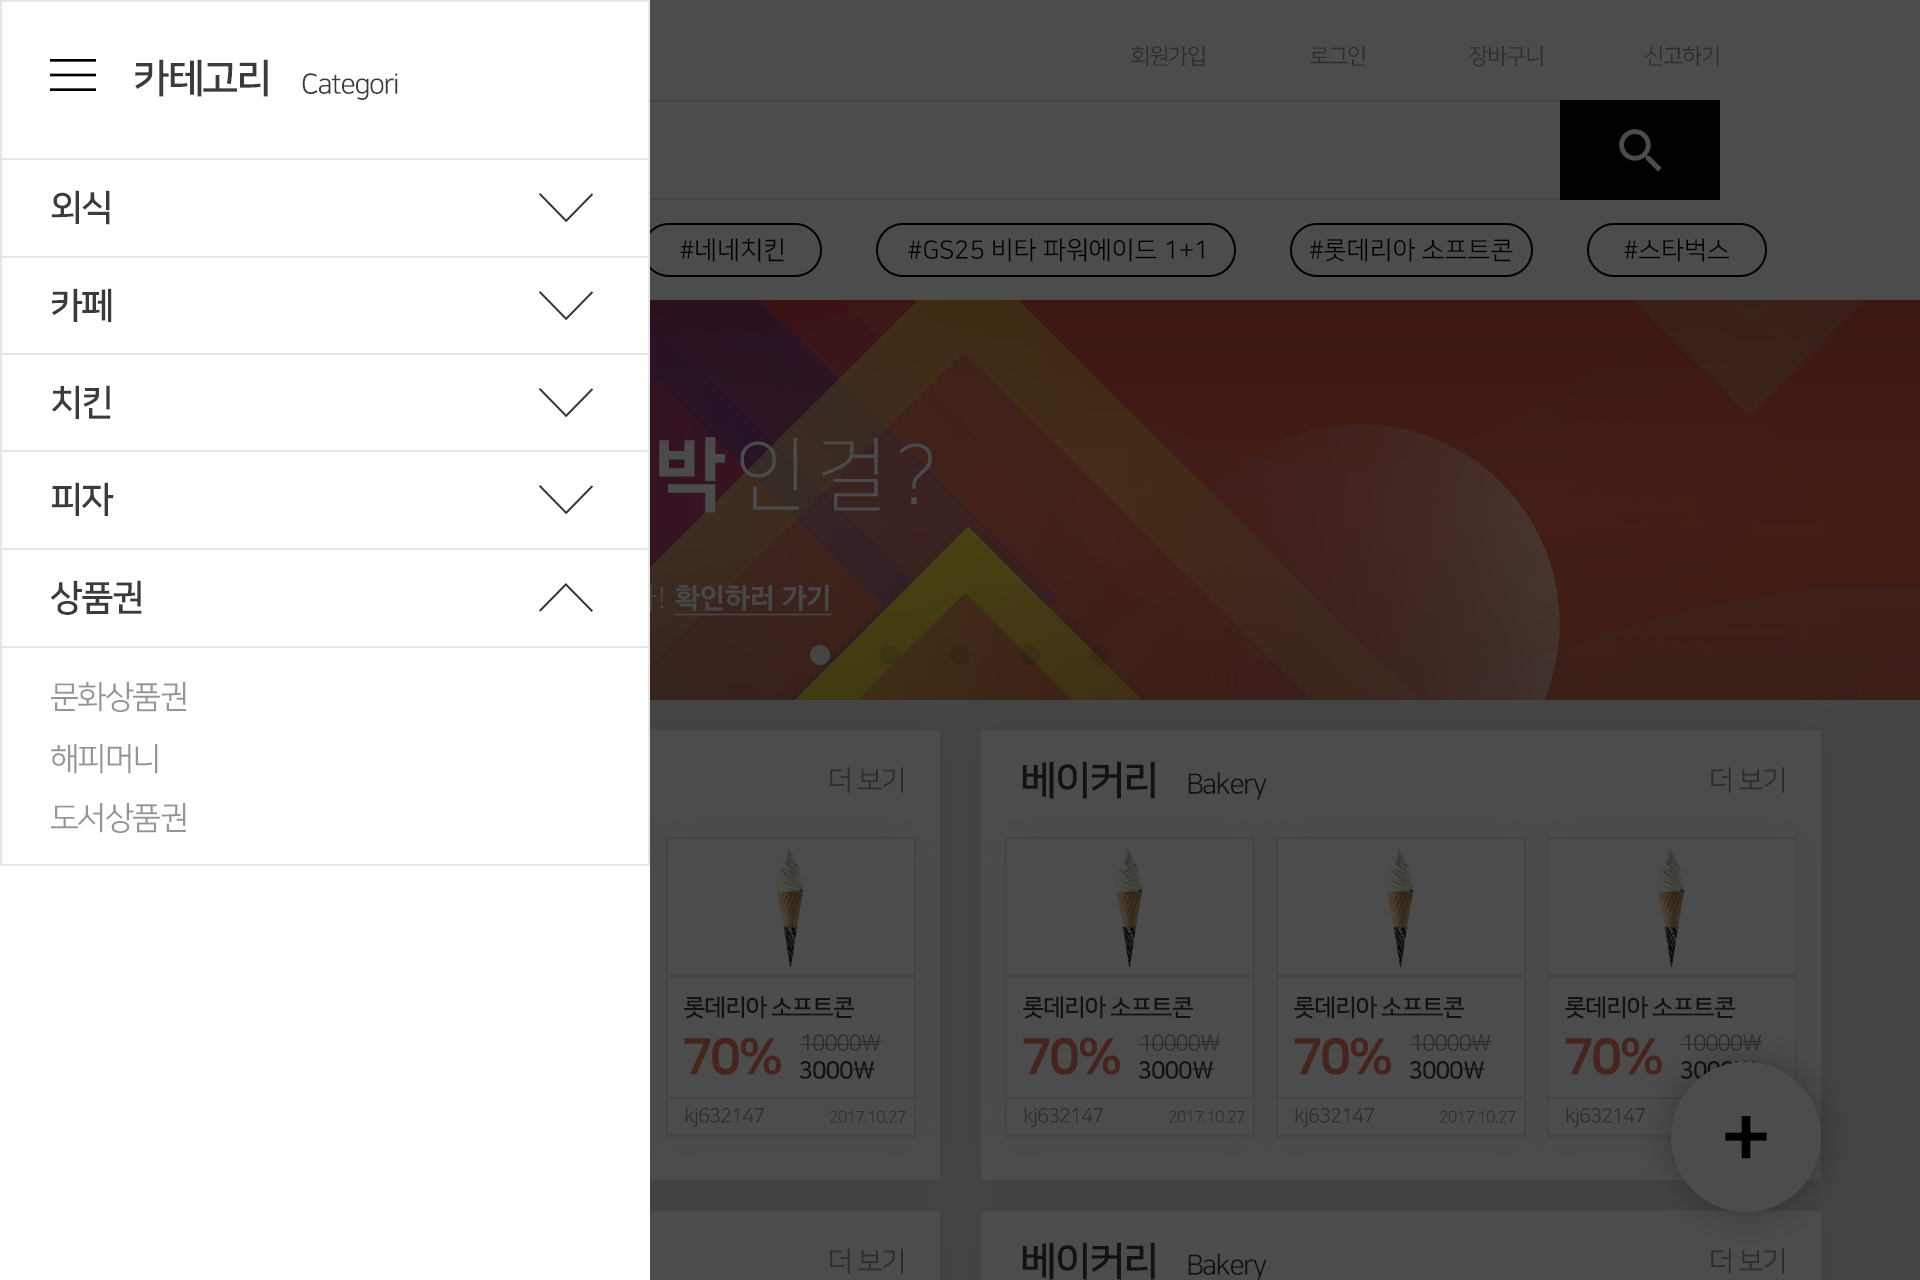 카테고리 Categori
외식
카페
치킨
피자
상품권
문화상품권
해피머니
도서상품권
회원가입 로그인 장바구니 신고하기
#네네치킨 #GS25 비타 파워에이드 1+1 #롯데리아 소프트콘 #스타벅스
박인걸?
! 확인하러 가기
더 보기
베이커리 Bakery 더 보기
롯데리아 소프트콘 롯데리아 소프트콘 롯데리아 소프트콘 롯데리아 소프트콘
70% 10000₩ 70% 10000₩ 70% 10000₩ 70% 10000₩
3000₩ 3000₩ 3000₩ 30
kj632147 2017.10.27 kj632147 2017.10.27 kj632147 2017.10.27 kj632147
+
더 보기
베이커리 Bakery 더 보기